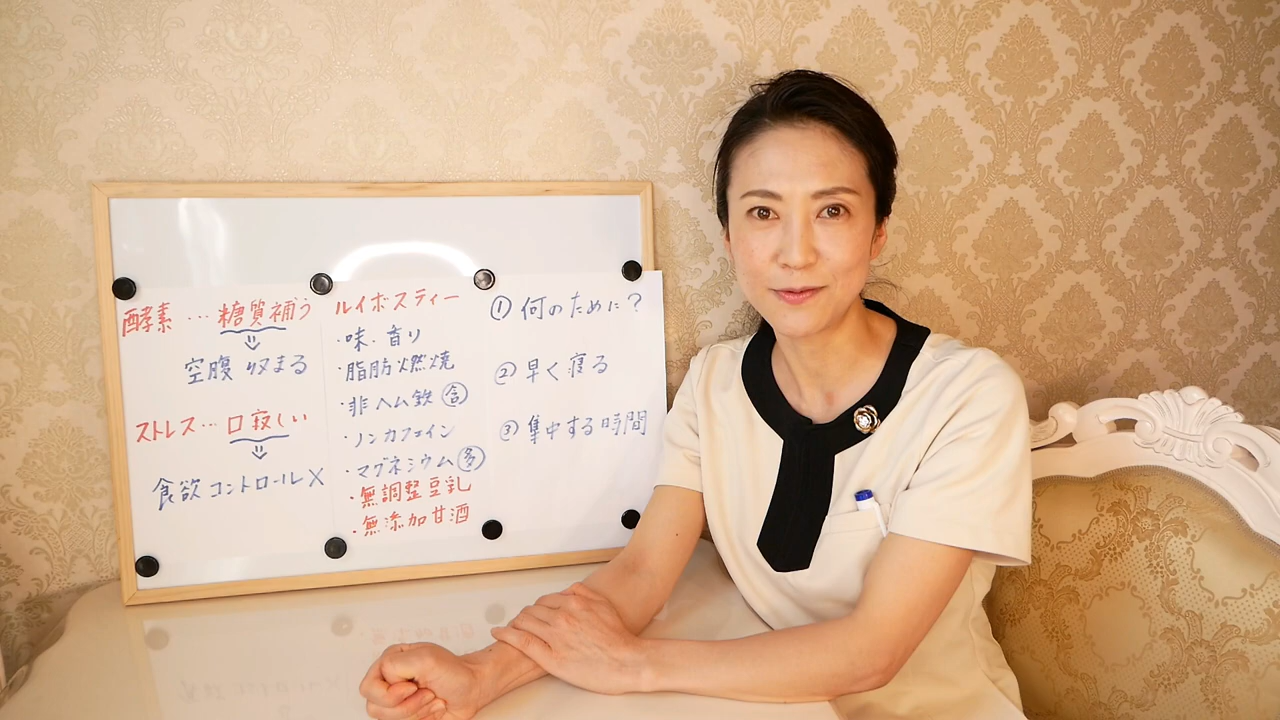 酵素…糖質補う
⇓
空腹収まる
ストレス…口寂しい
⇓
食欲コントロール×
ルイボスティー
・味・香り
・脂肪燃焼
・非ヘム鉄㊒含
・ノンカフェイン
・マグネシウム多
・無調整豆乳
・無添加甘酒
① 何のために?
② 早く寝る
③ 集中する時間